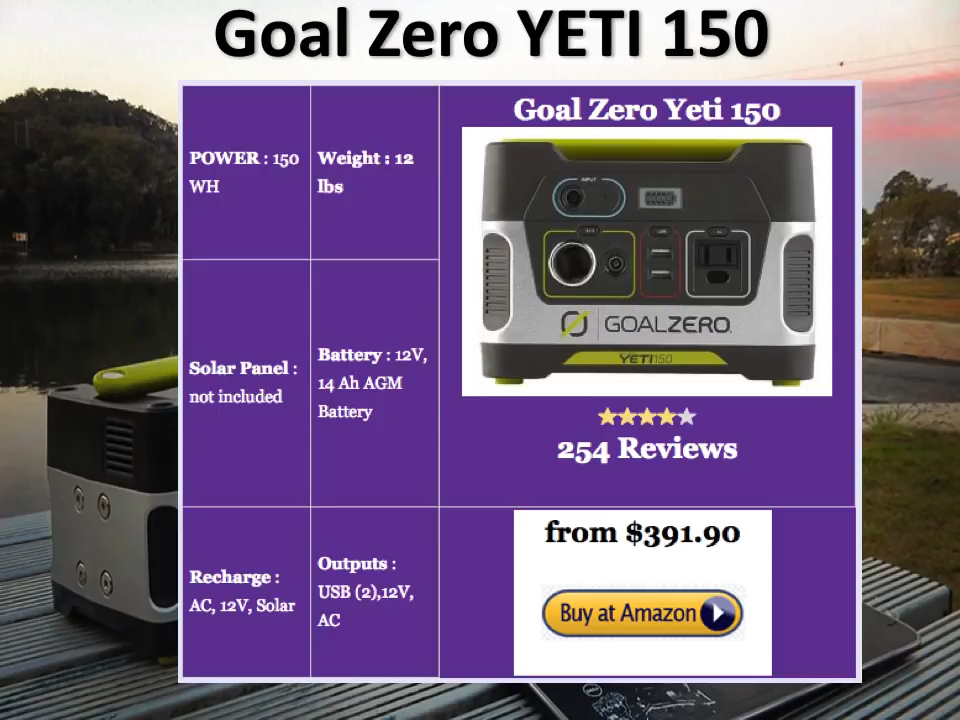 Goal Zero YETI 150
POWER : 150
WH
Weight : 12
lbs
Goal Zero Yeti 150
INPUT
GOALZERO
YETI150
Solar Panel :
not included
Battery : 12V,
14 Ah AGM
Battery
254 Reviews
Recharge :
AC, 12V, Solar
Outputs :
USB (2),12V,
AC
from $391.90
Buy at Amazon